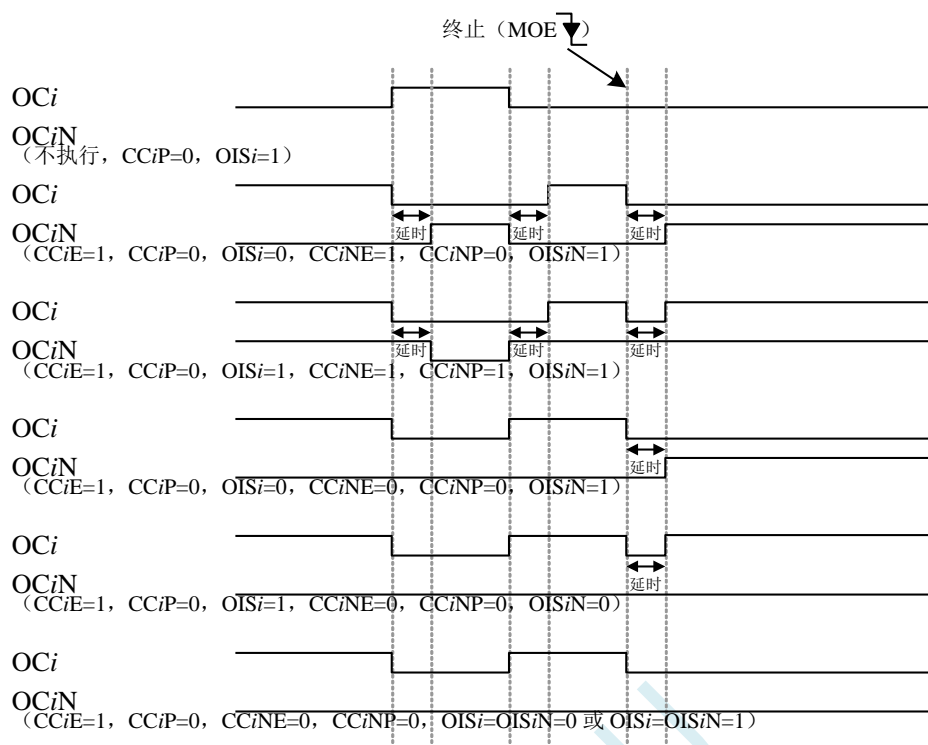 终止（MOE）
OCi
OCiN
（不执行，CCiP=0，OISi=1）
OCi
OCiN
延时 延时 延时
（CCiE=1，CCiP=0，OISi=0，CCiNE=1，CCiNP=0，OISiN=1）
OCi
OCiN
延时 延时 延时
（CCiE=1，CCiP=0，OISi=1，CCiNE=1，CCiNP=1，OISiN=1）
OCi
OCiN
延时
（CCiE=1，CCiP=0，OISi=0，CCiNE=0，CCiNP=0，OISiN=1）
OCi
延时
OCiN
（CCiE=1，CCiP=0，OISi=1，CCiNE=0，CCiNP=0，OISiN=0）
OCi
OCiN
（CCiE=1，CCiP=0，CCiNE=0，CCiNP=0，OISi=OISiN=0 或 OISi=OISiN=1）